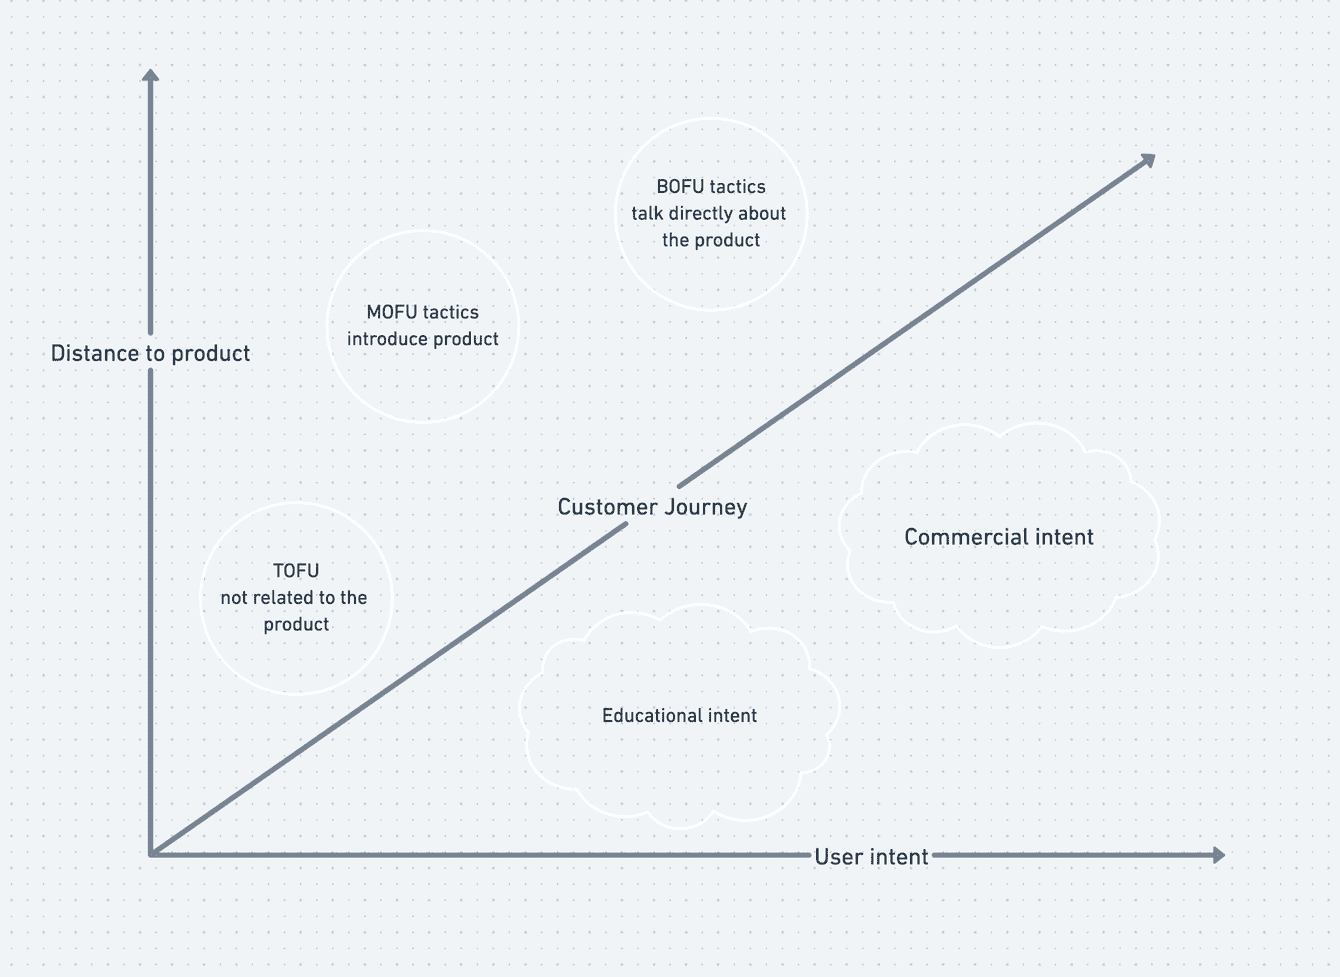 BOFU tactics
talk directly about
the product
MOFU tactics
introduce product
Distance to product
Customer Journey
Commercial intent
TOFU
not related to the
product
Educational intent
User intent